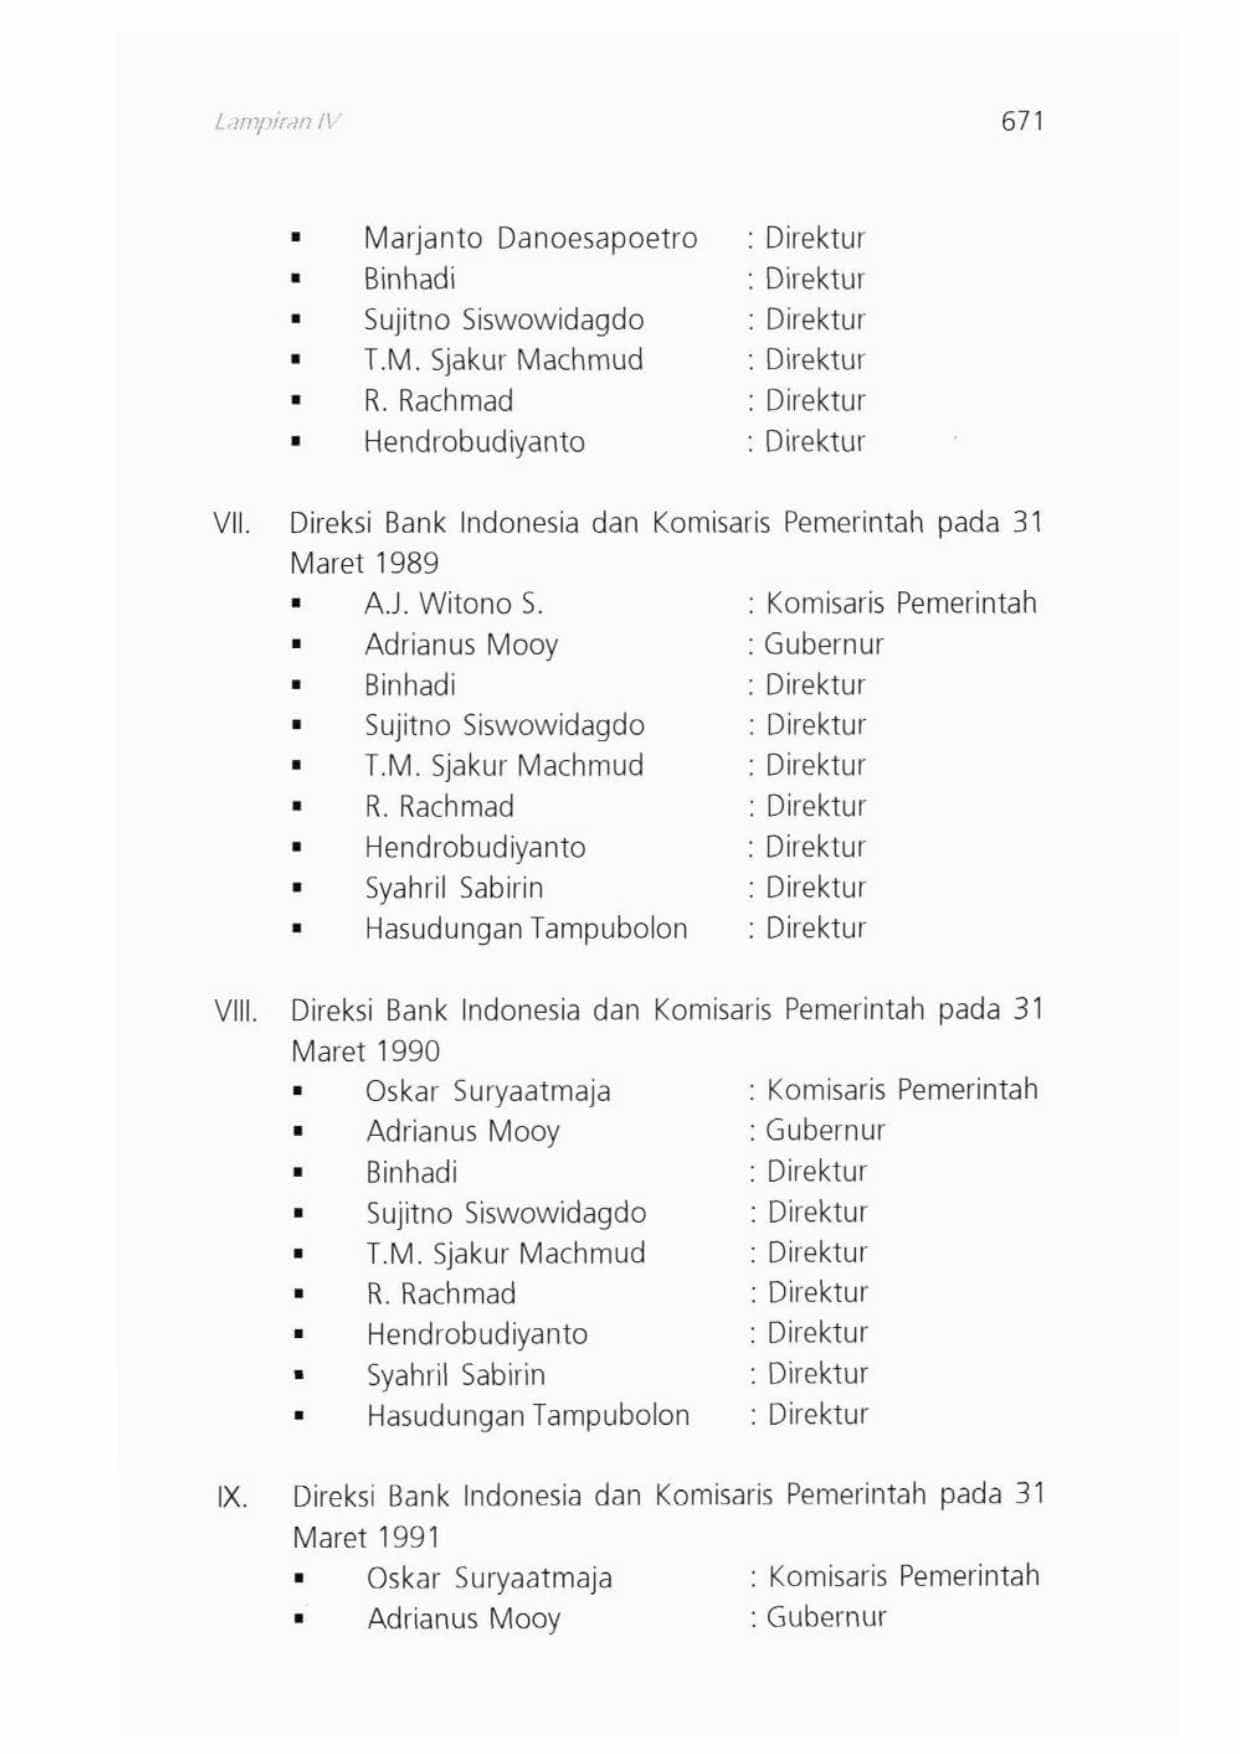 Lampiran IV 671
▪ Marjanto Danoesapoetro : Direktur
▪ Binhadi : Direktur
▪ Sujitno Siswowidagdo : Direktur
▪ T.M. Sjakur Machmud : Direktur
▪ R. Rachmad : Direktur
▪ Hendrobudiyanto : Direktur
VII. Direksi Bank Indonesia dan Komisaris Pemerintah pada 31
Maret 1989
▪ A.J. Witono S. : Komisaris Pemerintah
▪ Adrianus Mooy : Gubernur
▪ Binhadi : Direktur
▪ Sujitno Siswowidagdo : Direktur
▪ T.M. Sjakur Machmud : Direktur
▪ R. Rachmad : Direktur
▪ Hendrobudiyanto : Direktur
▪ Syahril Sabirin : Direktur
▪ Hasudungan Tampubolon : Direktur
VIII. Direksi Bank Indonesia dan Komisaris Pemerintah pada 31
Maret 1990
▪ Oskar Suryaatmaja : Komisaris Pemerintah
▪ Adrianus Mooy : Gubernur
▪ Binhadi : Direktur
▪ Sujitno Siswowidagdo : Direktur
▪ T.M. Sjakur Machmud : Direktur
▪ R. Rachmad : Direktur
▪ Hendrobudiyanto : Direktur
▪ Syahril Sabirin : Direktur
▪ Hasudungan Tampubolon : Direktur
IX. Direksi Bank Indonesia dan Komisaris Pemerintah pada 31
Maret 1991
▪ Oskar Suryaatmaja : Komisaris Pemerintah
▪ Adrianus Mooy : Gubernur